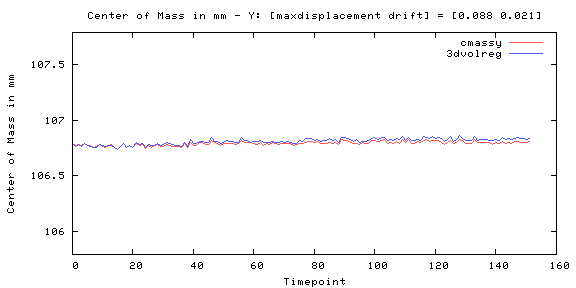 Center of Mass in mm - Y: [maxdisplacement drift] = [0.088 0.021]
cmassy
3dvolreg
Center of Mass in mm
107.5
107
106.5
106
0 20 40 60 80 100 120 140 160
Timepoint